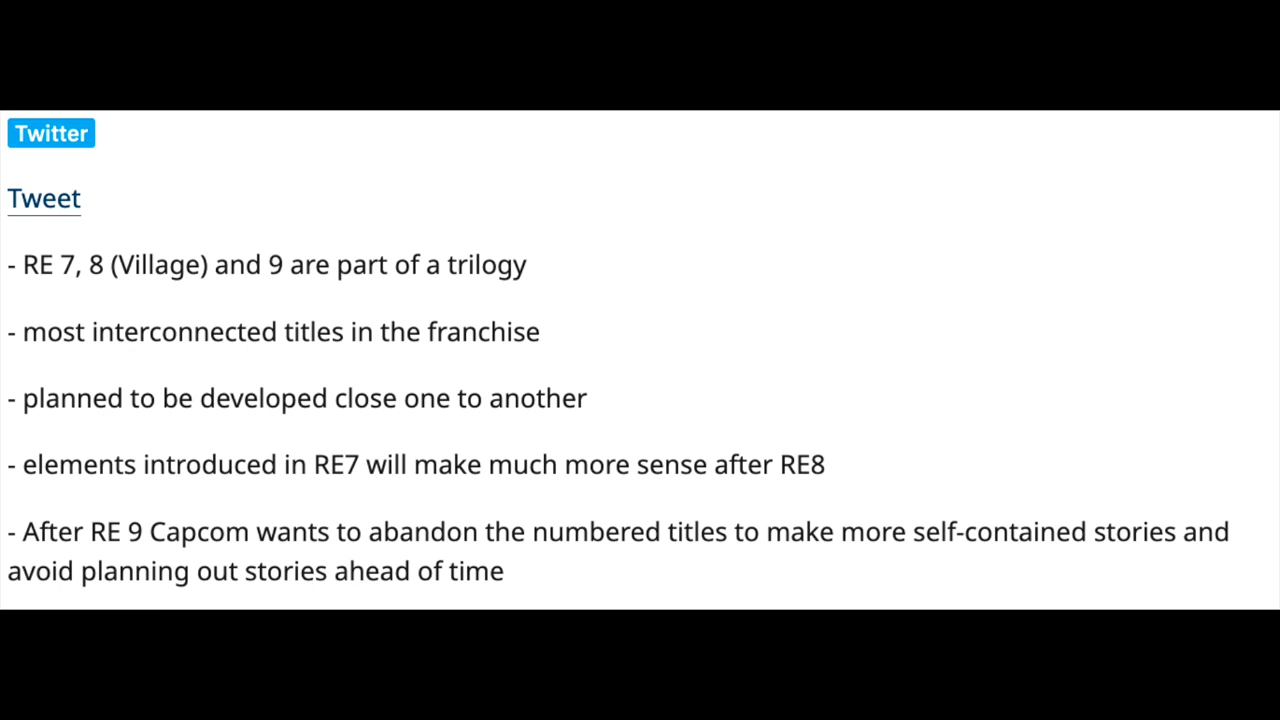 Twitter
Tweet
- RE 7, 8 (Village) and 9 are part of a trilogy
- most interconnected titles in the franchise
- planned to be developed close one to another
- elements introduced in RE7 will make much more sense after RE8
- After RE 9 Capcom wants to abandon the numbered titles to make more self-contained stories and
avoid planning out stories ahead of time